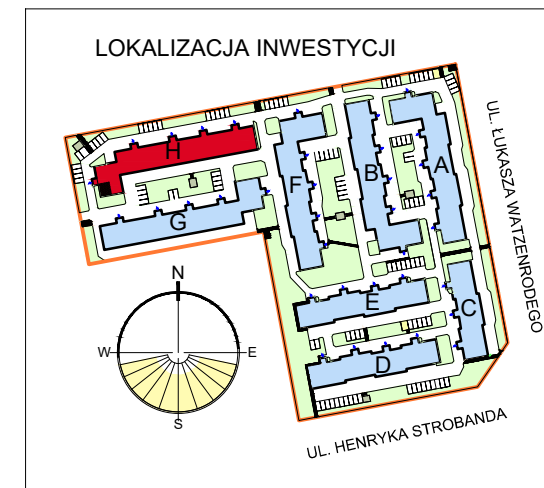 LOKALIZACJA INWESTYCJI
A
B
H
F
G
C
E
D
UL. ŁUKASZA WATZENRODEGO
UL. HENRYKA STROBANDA
N
W
E
S